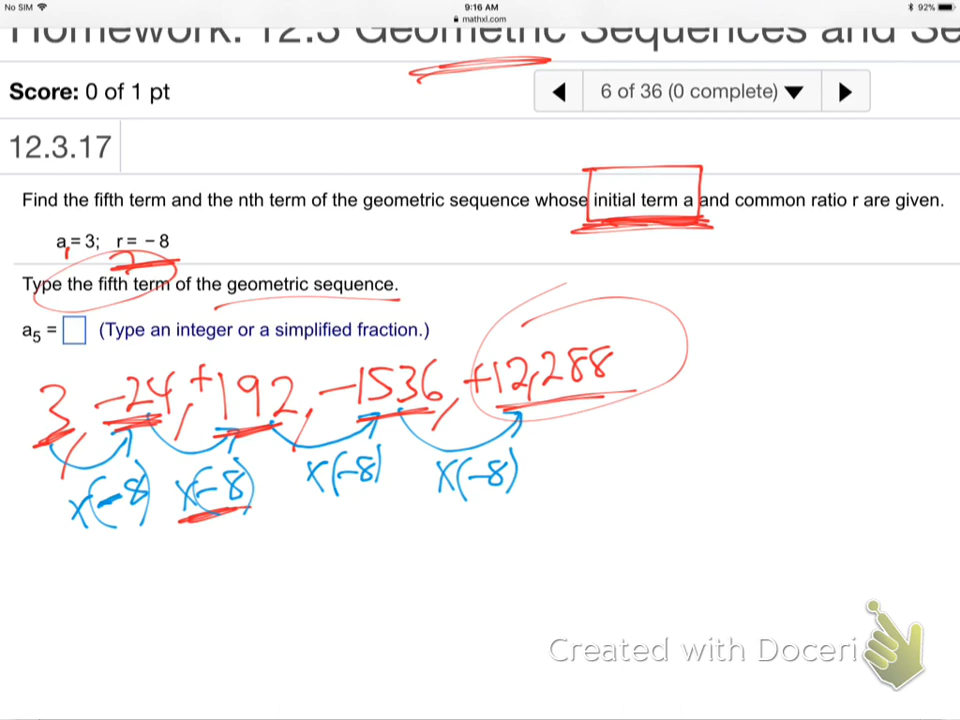 No SIM 9:16 AM 92%
mathxl.com
Homework: 12.3 Geometric Sequences and Se
Score: 0 of 1 pt
6 of 36 (0 complete)
12.3.17
Find the fifth term and the nth term of the geometric sequence whose initial term a and common ratio r are given.
a₁ = 3; r = −8
Type the fifth term of the geometric sequence.
a₅ = (Type an integer or a simplified fraction.)
3, −24, +192, −1536, +12,288
x(−8) x(−8) x(−8) x(−8)
Created with Doceri